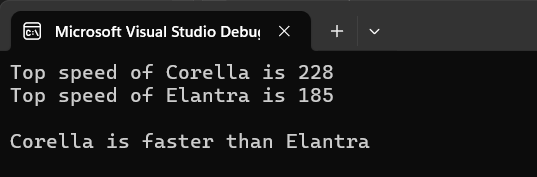 Microsoft Visual Studio Debug
Top speed of Corella is 228
Top speed of Elantra is 185
Corella is faster than Elantra